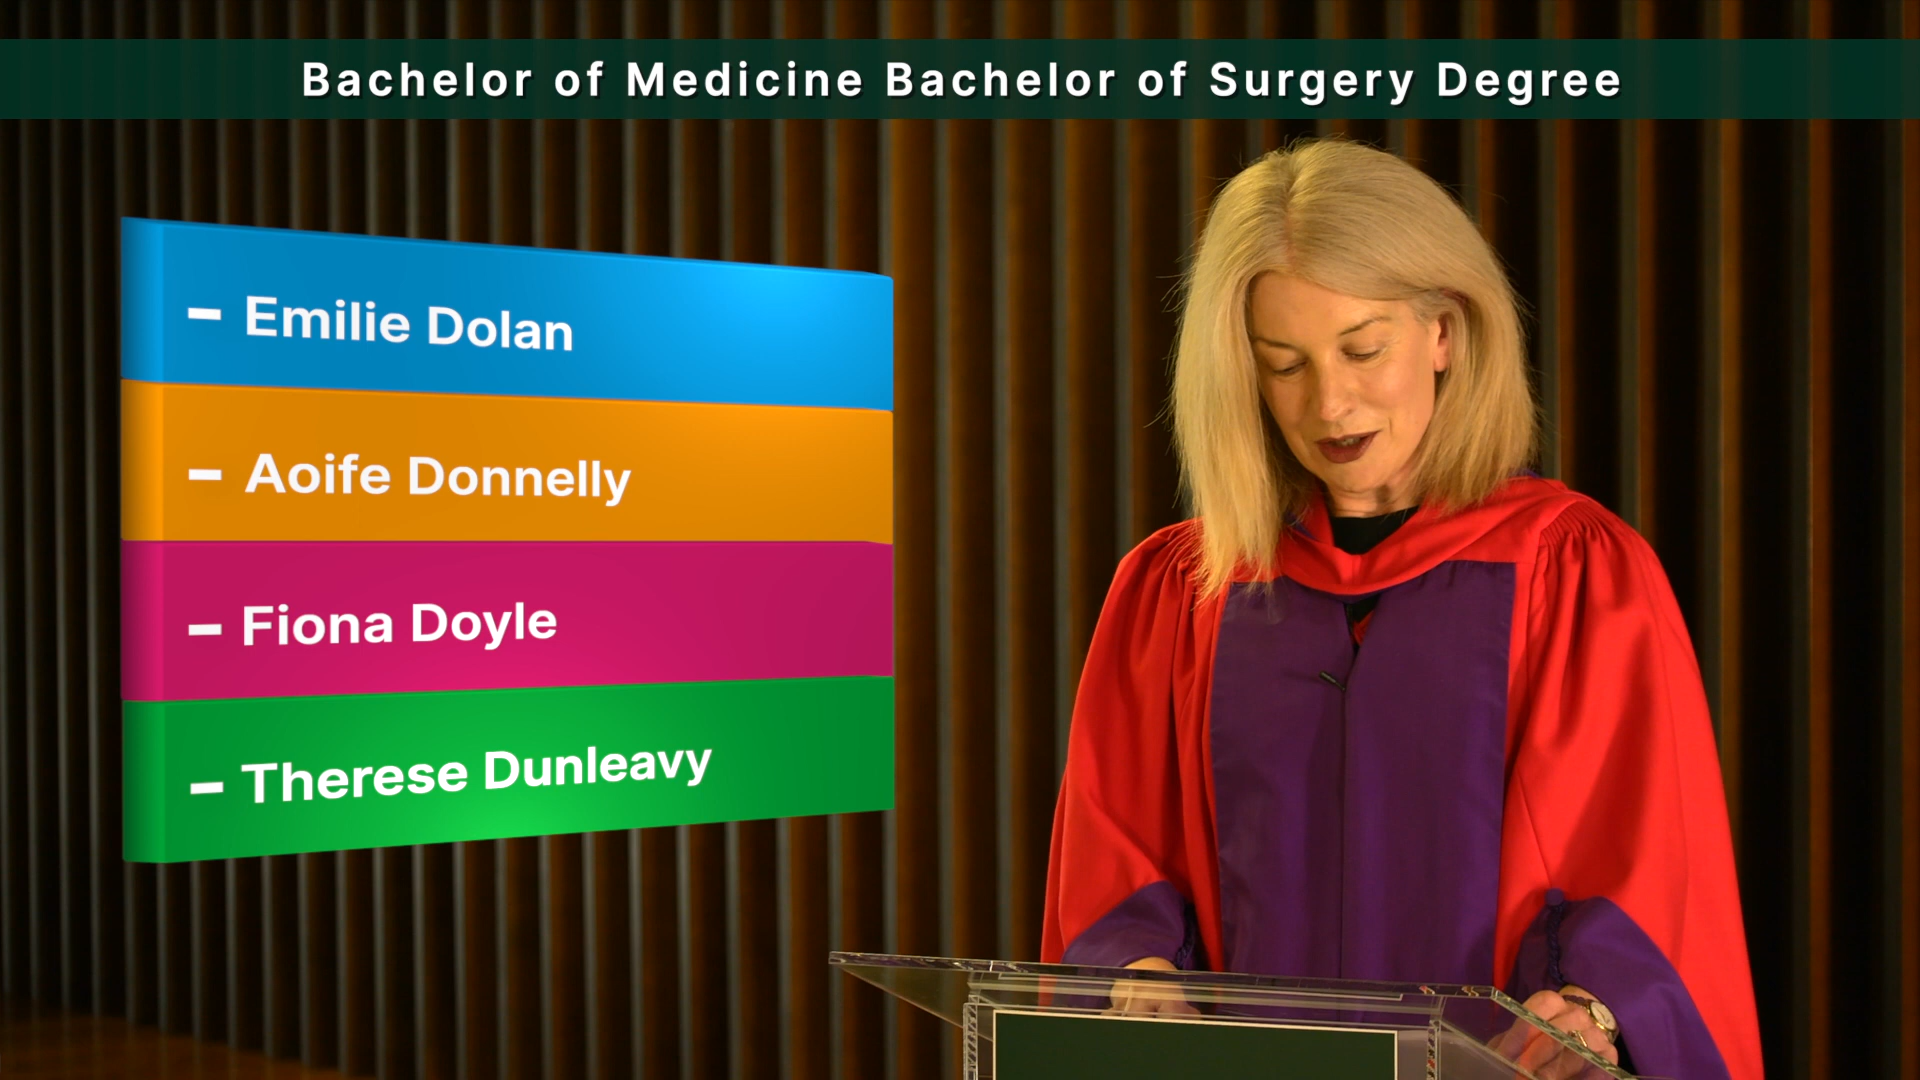 Bachelor of Medicine Bachelor of Surgery Degree
– Emilie Dolan
– Aoife Donnelly
– Fiona Doyle
– Therese Dunleavy